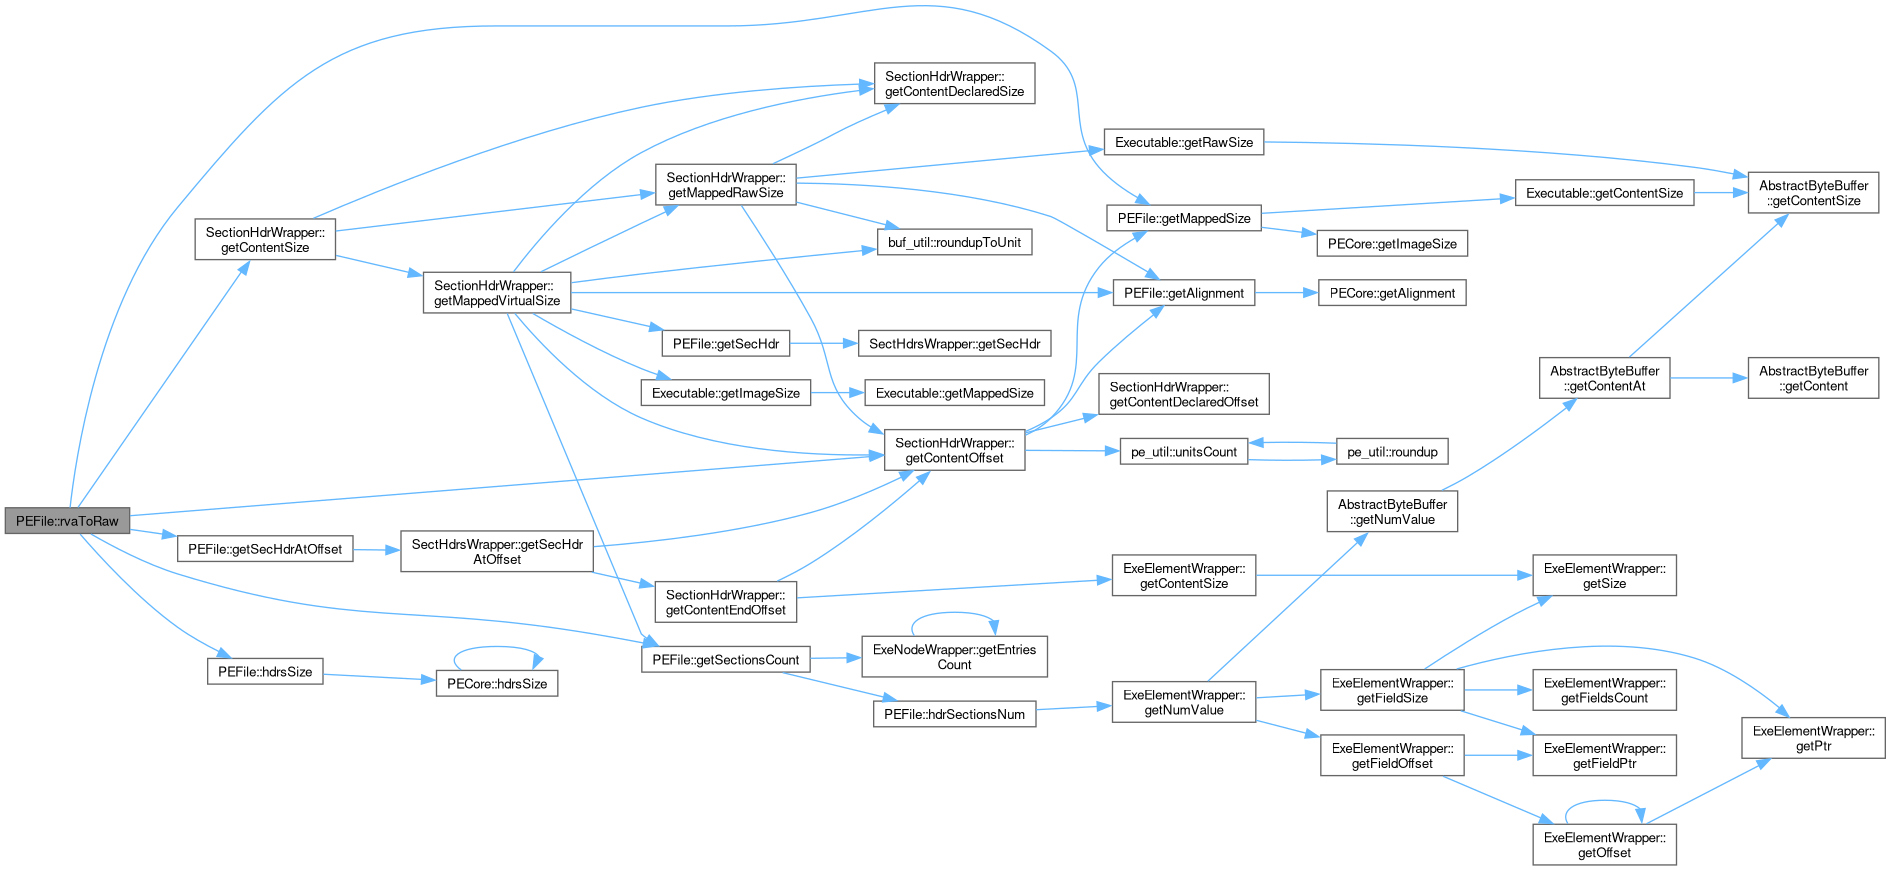 SectionHdrWrapper::
getContentDeclaredSize
Executable::getRawSize
SectionHdrWrapper::
getMappedRawSize
AbstractByteBuffer
::getContentSize
Executable::getContentSize
PEFile::getMappedSize
SectionHdrWrapper::
getContentSize
buf_util::roundupToUnit
PECore::getImageSize
SectionHdrWrapper::
getMappedVirtualSize
PEFile::getAlignment
PECore::getAlignment
PEFile::getSecHdr
SectHdrsWrapper::getSecHdr
AbstractByteBuffer
::getContentAt
AbstractByteBuffer
::getContent
Executable::getImageSize
Executable::getMappedSize
SectionHdrWrapper::
getContentDeclaredOffset
SectionHdrWrapper::
getContentOffset
pe_util::unitsCount
pe_util::roundup
AbstractByteBuffer
::getNumValue
PEFile::rvaToRaw
PEFile::getSecHdrAtOffset
SectHdrsWrapper::getSecHdr
AtOffset
ExeElementWrapper::
getContentSize
ExeElementWrapper::
getSize
SectionHdrWrapper::
getContentEndOffset
PEFile::hdrsSize
PECore::hdrsSize
PEFile::getSectionsCount
ExeNodeWrapper::getEntries
Count
PEFile::hdrSectionsNum
ExeElementWrapper::
getNumValue
ExeElementWrapper::
getFieldSize
ExeElementWrapper::
getFieldsCount
ExeElementWrapper::
getPtr
ExeElementWrapper::
getFieldOffset
ExeElementWrapper::
getFieldPtr
ExeElementWrapper::
getOffset